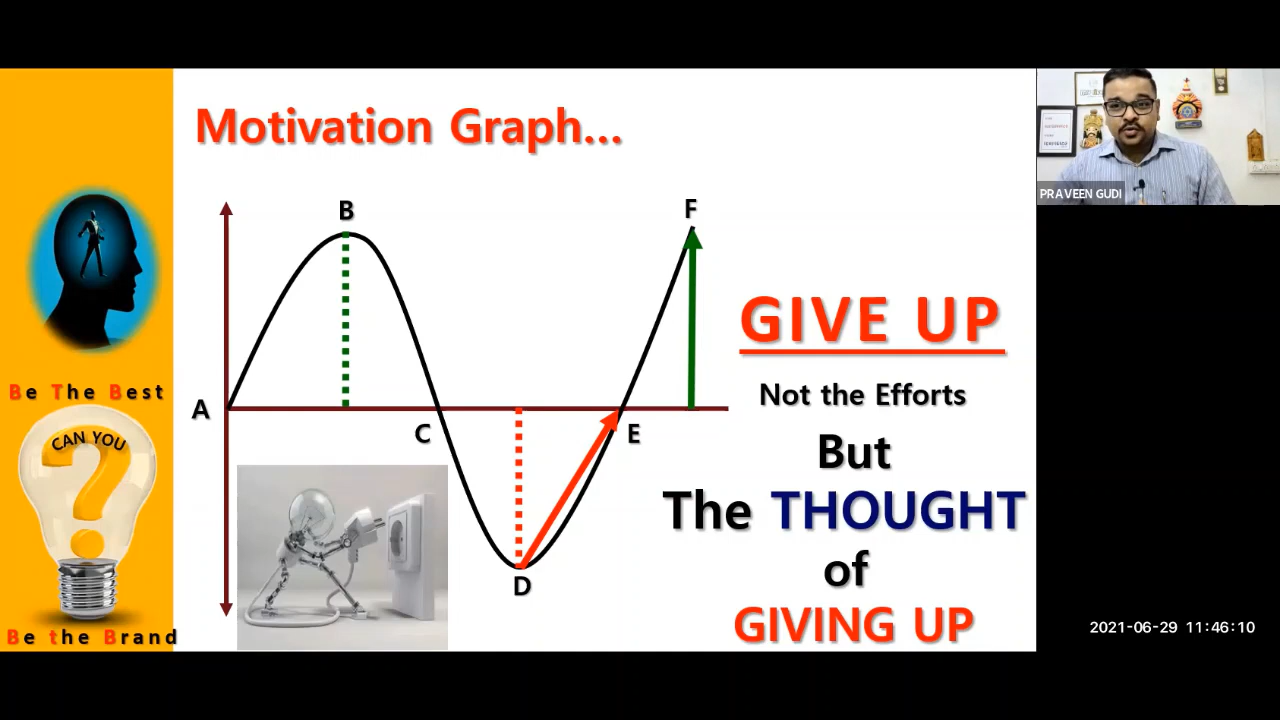 Motivation Graph...
B
F
A
C
E
D
GIVE UP
Not the Efforts
But
The THOUGHT
of
GIVING UP
Be The Best
CAN YOU
?
Be the Brand
PRAVEEN GUDI
2021-06-29 11:46:10